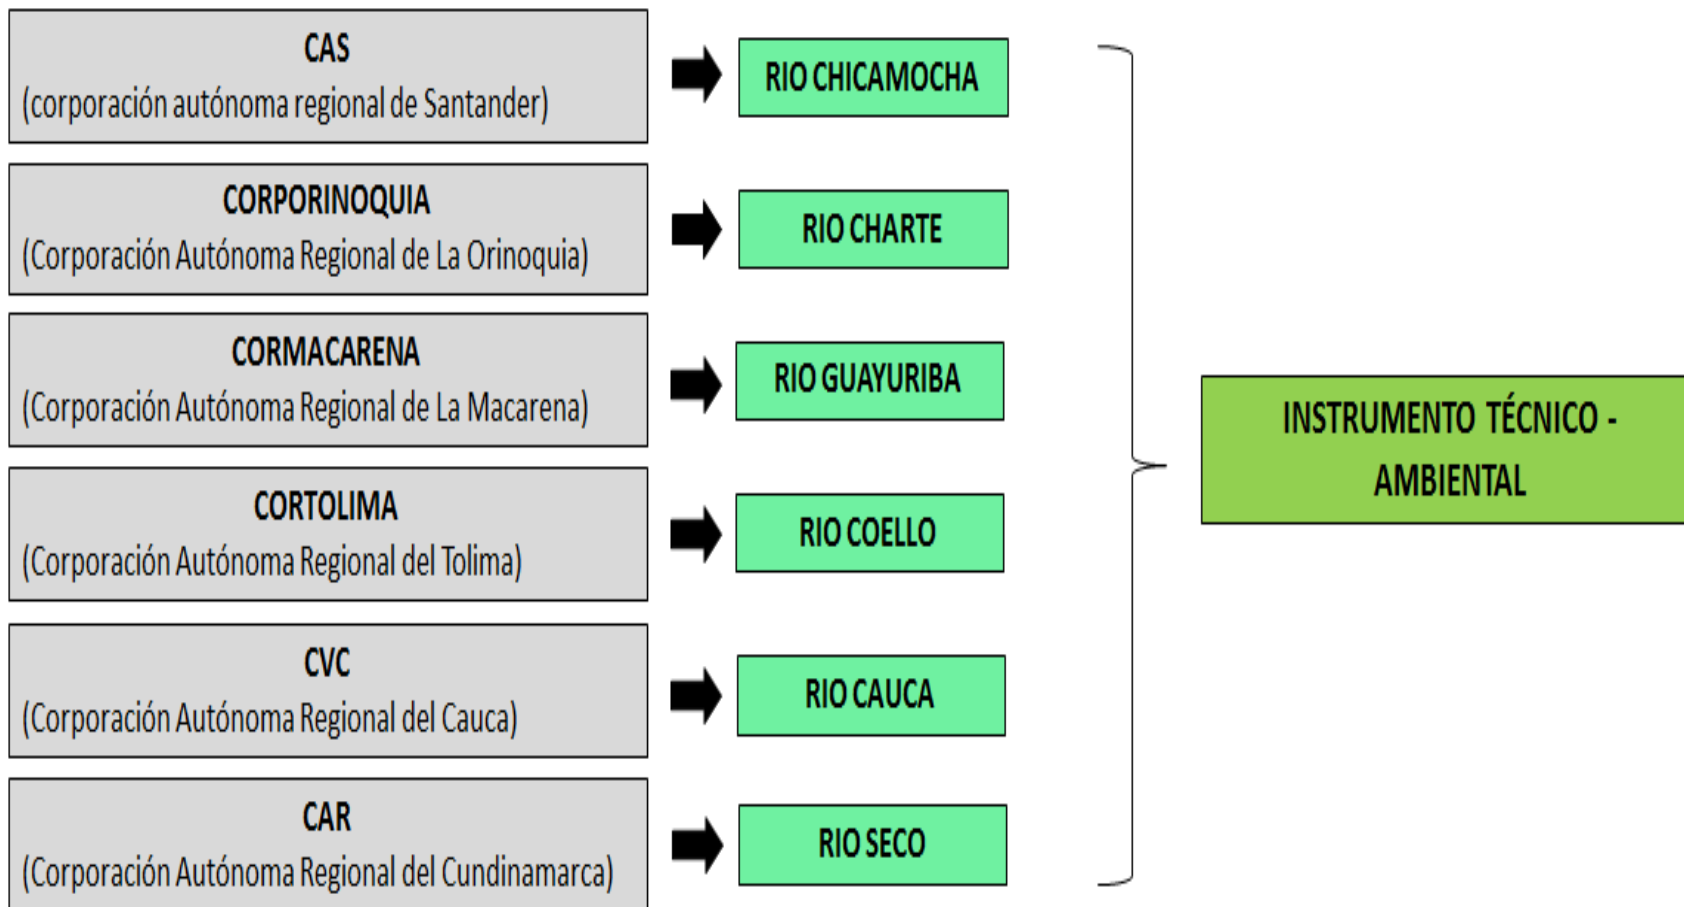 CAS
(corporación autónoma regional de Santander)
RIO CHICAMOCHA
CORPORINOQUIA
(Corporación Autónoma Regional de La Orinoquia)
RIO CHARTE
CORMACARENA
(Corporación Autónoma Regional de La Macarena)
RIO GUAYURIBA
CORTOLIMA
(Corporación Autónoma Regional del Tolima)
RIO COELLO
CVC
(Corporación Autónoma Regional del Cauca)
RIO CAUCA
CAR
(Corporación Autónoma Regional del Cundinamarca)
RIO SECO
INSTRUMENTO TÉCNICO -
AMBIENTAL